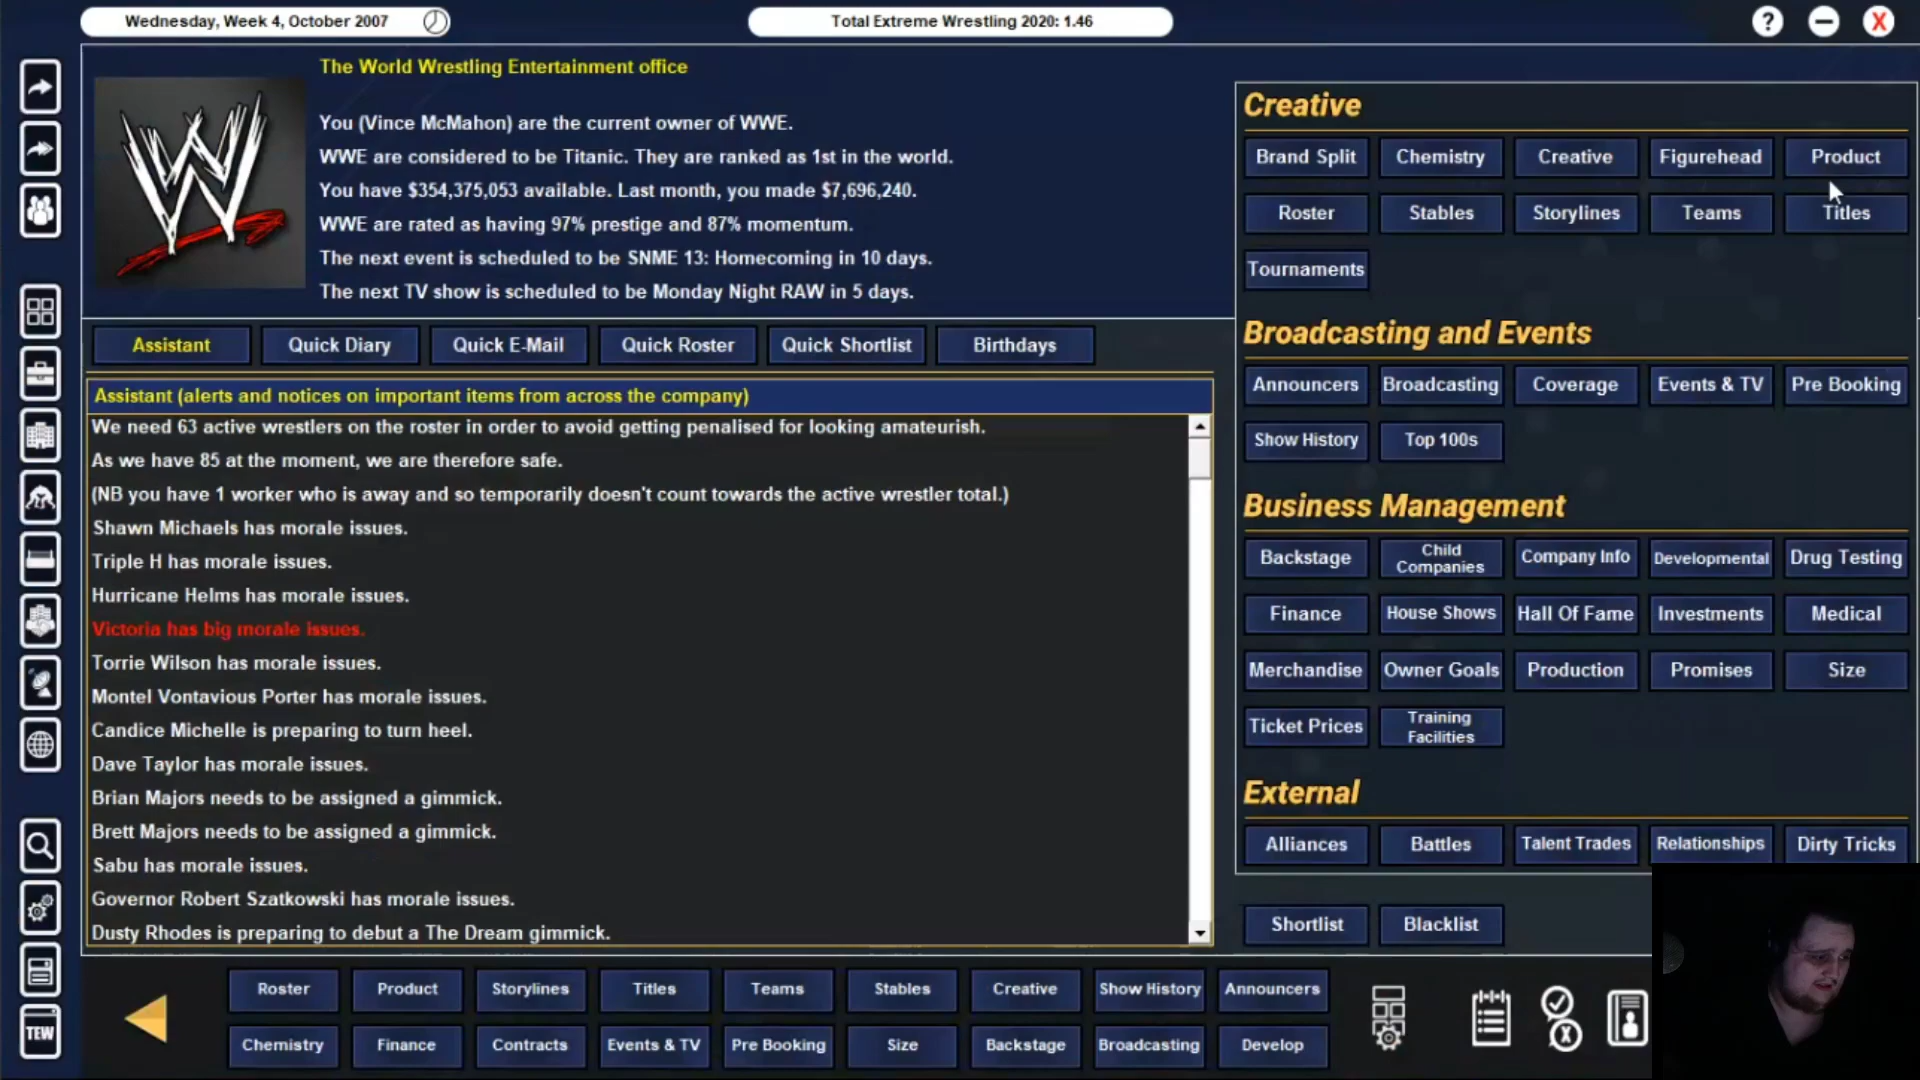 Wednesday, Week 4, October 2007
Total Extreme Wrestling 2020: 1.46
? − X
The World Wrestling Entertainment office
You (Vince McMahon) are the current owner of WWE.
WWE are considered to be Titanic. They are ranked as 1st in the world.
You have $354,375,053 available. Last month, you made $7,696,240.
WWE are rated as having 97% prestige and 87% momentum.
The next event is scheduled to be SNME 13: Homecoming in 10 days.
The next TV show is scheduled to be Monday Night RAW in 5 days.
Assistant Quick Diary Quick E-Mail Quick Roster Quick Shortlist Birthdays
Assistant (alerts and notices on important items from across the company)
We need 63 active wrestlers on the roster in order to avoid getting penalised for looking amateurish.
As we have 85 at the moment, we are therefore safe.
(NB you have 1 worker who is away and so temporarily doesn't count towards the active wrestler total.)
Shawn Michaels has morale issues.
Triple H has morale issues.
Hurricane Helms has morale issues.
Victoria has big morale issues.
Torrie Wilson has morale issues.
Montel Vontavious Porter has morale issues.
Candice Michelle is preparing to turn heel.
Dave Taylor has morale issues.
Brian Majors needs to be assigned a gimmick.
Brett Majors needs to be assigned a gimmick.
Sabu has morale issues.
Governor Robert Szatkowski has morale issues.
Dusty Rhodes is preparing to debut a The Dream gimmick.
Creative
Brand Split Chemistry Creative Figurehead Product
Roster Stables Storylines Teams Titles
Tournaments
Broadcasting and Events
Announcers Broadcasting Coverage Events & TV Pre Booking
Show History Top 100s
Business Management
Backstage Child Companies Company Info Developmental Drug Testing
Finance House Shows Hall Of Fame Investments Medical
Merchandise Owner Goals Production Promises Size
Ticket Prices Training Facilities
External
Alliances Battles Talent Trades Relationships Dirty Tricks
Shortlist Blacklist
Roster Product Storylines Titles Teams Stables Creative Show History Announcers
Chemistry Finance Contracts Events & TV Pre Booking Size Backstage Broadcasting Develop
TEW